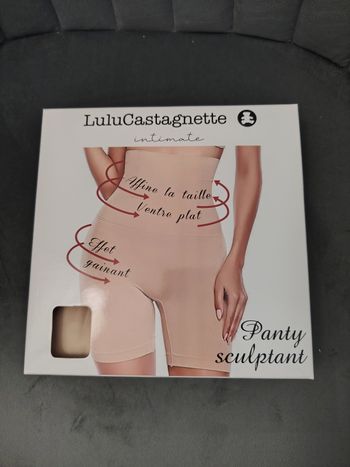 LuluCastagnette
intimate
Affine la taille
Ventre plat
Effet
gainant
Panty
sculptant